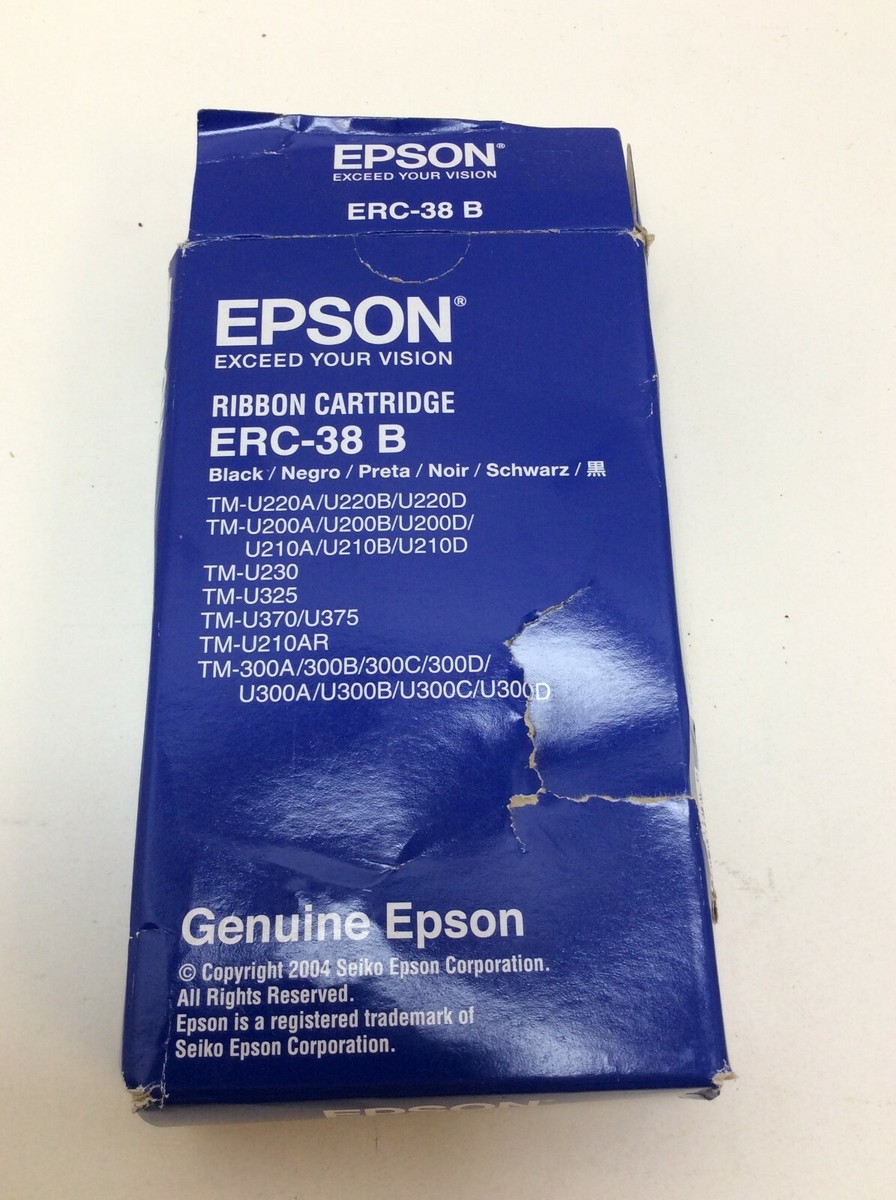 EPSON®
EXCEED YOUR VISION
ERC-38 B
EPSON®
EXCEED YOUR VISION
RIBBON CARTRIDGE
ERC-38 B
Black / Negro / Preta / Noir / Schwarz / 黒
TM-U220A/U220B/U220D
TM-U200A/U200B/U200D/
U210A/U210B/U210D
TM-U230
TM-U325
TM-U370/U375
TM-U210AR
TM-300A/300B/300C/300D/
U300A/U300B/U300C/U300D
Genuine Epson
© Copyright 2004 Seiko Epson Corporation.
All Rights Reserved.
Epson is a registered trademark of
Seiko Epson Corporation.
EPSON